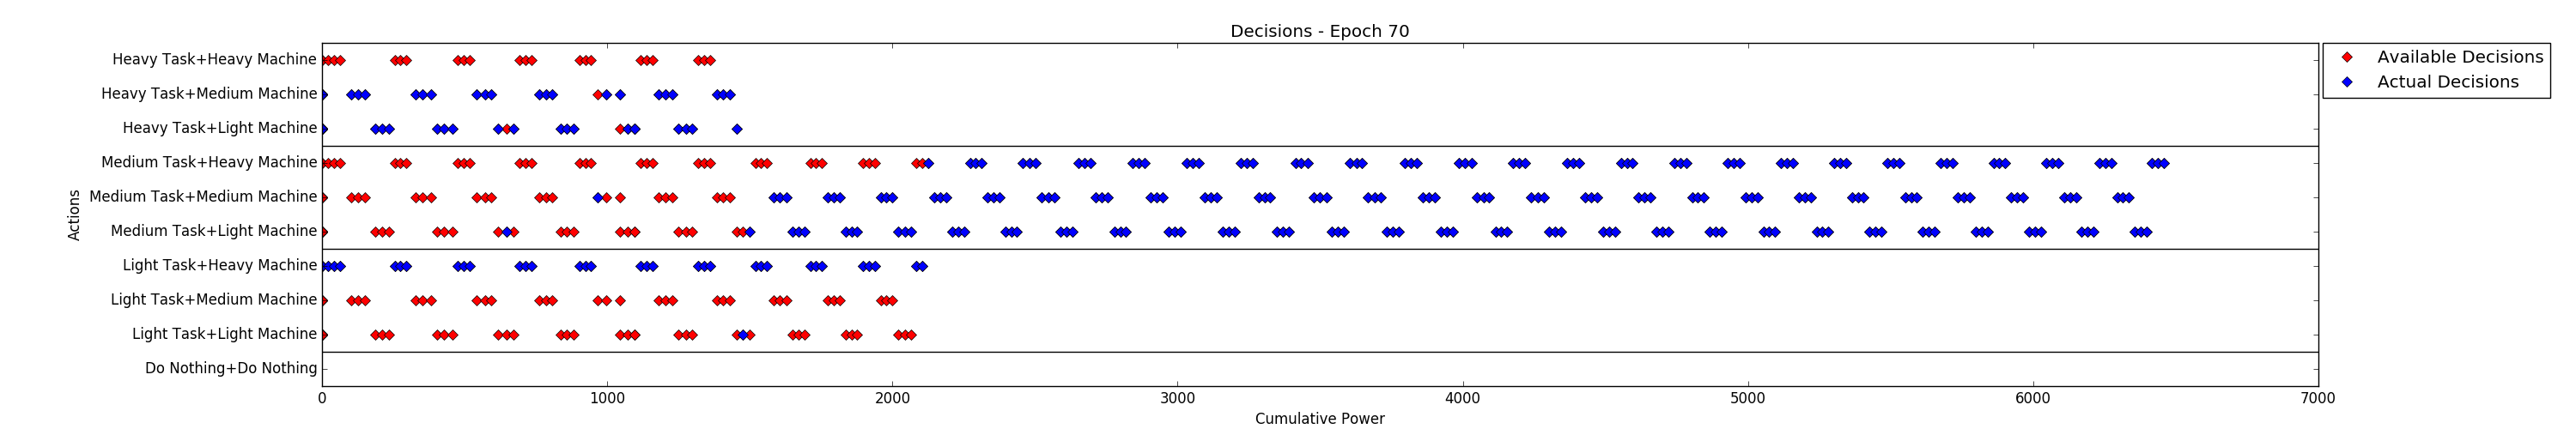 Decisions - Epoch 70
Heavy Task+Heavy Machine
Heavy Task+Medium Machine
Heavy Task+Light Machine
Medium Task+Heavy Machine
Medium Task+Medium Machine
Medium Task+Light Machine
Light Task+Heavy Machine
Light Task+Medium Machine
Light Task+Light Machine
Do Nothing+Do Nothing
Actions
0 1000 2000 3000 4000 5000 6000 7000
Cumulative Power
Available Decisions
Actual Decisions